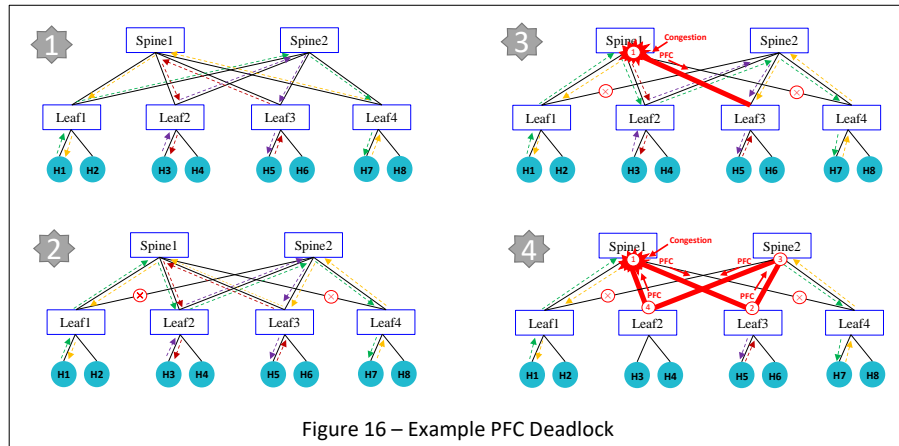 1
Spine1 Spine2
Leaf1 Leaf2 Leaf3 Leaf4
H1 H2 H3 H4 H5 H6 H7 H8
3
Spine1 Congestion Spine2
1 PFC
Leaf1 Leaf2 Leaf3 Leaf4
H1 H2 H3 H4 H5 H6 H7 H8
2
Spine1 Spine2
Leaf1 Leaf2 Leaf3 Leaf4
H1 H2 H3 H4 H5 H6 H7 H8
4
Spine1 Congestion Spine2
1 PFC PFC 3
PFC PFC
4 2
Leaf1 Leaf2 Leaf3 Leaf4
H1 H2 H3 H4 H5 H6 H7 H8
Figure 16 – Example PFC Deadlock